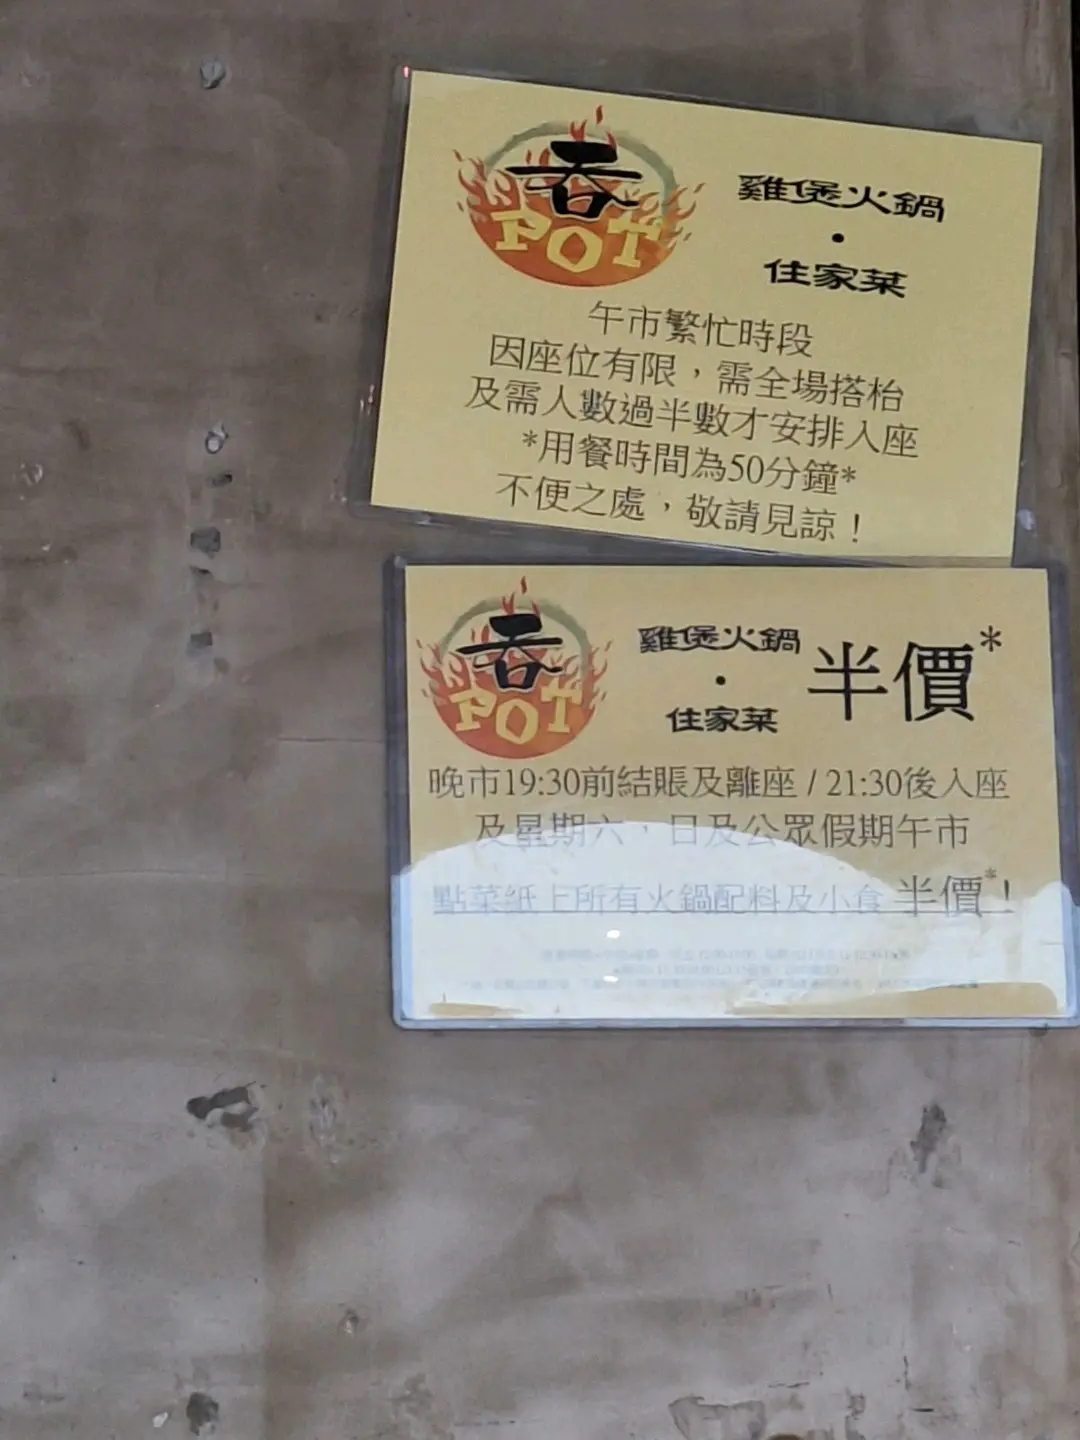 吞
POT
雞煲火鍋
•
住家菜
午市繁忙時段
因座位有限，需全場搭枱
及需人數過半數才安排入座
*用餐時間為50分鐘*
不便之處，敬請見諒！
吞
POT
雞煲火鍋
•
住家菜
半價*
晚市19:30前結賬及離座 / 21:30後入座
及星期六，日及公眾假期午市
點菜紙上所有火鍋配料及小食 半價*！